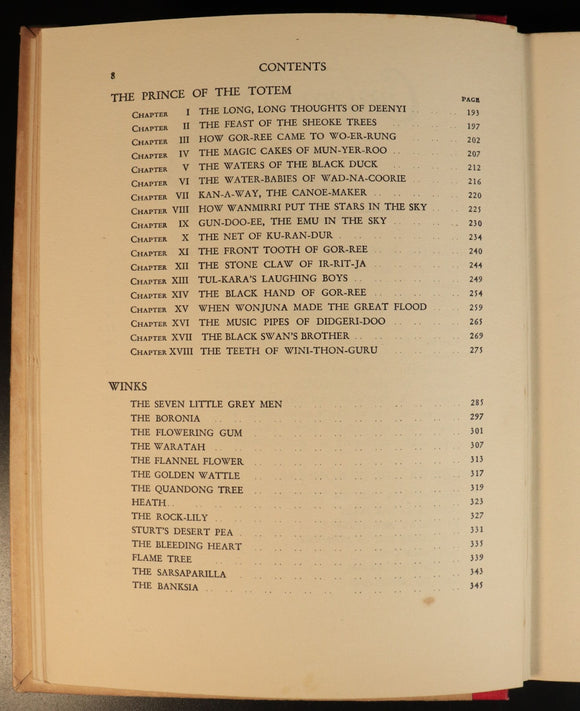 8 CONTENTS
THE PRINCE OF THE TOTEM
PAGE
CHAPTER I THE LONG, LONG THOUGHTS OF DEENYI .. .. 193
CHAPTER II THE FEAST OF THE SHEOKE TREES .. .. .. 197
CHAPTER III HOW GOR-REE CAME TO WO-ER-RUNG .. .. 202
CHAPTER IV THE MAGIC CAKES OF MUN-YER-ROO .. .. 207
CHAPTER V THE WATERS OF THE BLACK DUCK .. .. .. 212
CHAPTER VI THE WATER-BABIES OF WAD-NA-COORIE .. .. 216
CHAPTER VII KAN-A-WAY, THE CANOE-MAKER .. .. .. 220
CHAPTER VIII HOW WANMIRRI PUT THE STARS IN THE SKY .. 225
CHAPTER IX GUN-DOO-EE, THE EMU IN THE SKY .. .. 230
CHAPTER X THE NET OF KU-RAN-DUR .. .. .. .. 234
CHAPTER XI THE FRONT TOOTH OF GOR-REE .. .. .. 240
CHAPTER XII THE STONE CLAW OF IR-RIT-JA .. .. .. 244
CHAPTER XIII TUL-KARA'S LAUGHING BOYS .. .. .. .. 249
CHAPTER XIV THE BLACK HAND OF GOR-REE .. .. .. 254
CHAPTER XV WHEN WONJUNA MADE THE GREAT FLOOD .. 259
CHAPTER XVI THE MUSIC PIPES OF DIDGERI-DOO .. .. 265
CHAPTER XVII THE BLACK SWAN'S BROTHER .. .. .. .. 269
CHAPTER XVIII THE TEETH OF WINI-THON-GURU .. .. .. 275
WINKS
THE SEVEN LITTLE GREY MEN .. .. .. .. .. .. 285
THE BORONIA .. .. .. .. .. .. .. .. 297
THE FLOWERING GUM .. .. .. .. .. .. .. 301
THE WARATAH .. .. .. .. .. .. .. .. 307
THE FLANNEL FLOWER .. .. .. .. .. .. .. 313
THE GOLDEN WATTLE .. .. .. .. .. .. .. 317
THE QUANDONG TREE .. .. .. .. .. .. .. 319
HEATH .. .. .. .. .. .. .. .. .. 323
THE ROCK-LILY .. .. .. .. .. .. .. .. 327
STURT'S DESERT PEA .. .. .. .. .. .. .. 331
THE BLEEDING HEART .. .. .. .. .. .. .. 335
FLAME TREE .. .. .. .. .. .. .. .. 339
THE SARSAPARILLA .. .. .. .. .. .. .. 343
THE BANKSIA .. .. .. .. .. .. .. .. 345